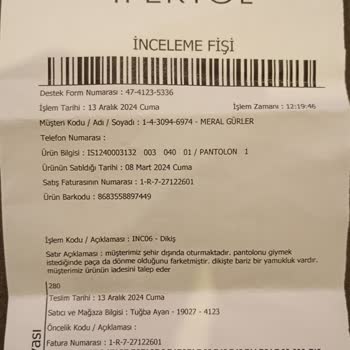 İNCELEME FİŞİ
Destek Form Numarası : 47-4123-5336
İşlem Tarihi : 13 Aralık 2024 Cuma İşlem Zamanı : 12:19:46
Müşteri Kodu / Adı / Soyadı : 1-4-3094-6974 - MERAL GÜRLER
Telefon Numarası :
Ürün Bilgisi : IS1240003132 003 040 01 / PANTOLON 1
Ürünün Satıldığı Tarihi : 08 Mart 2024 Cuma
Satış Faturasının Numarası : 1-R-7-27122601
Ürün Barkodu : 8683558897449
İşlem Kodu / Açıklaması : INC06 - Dikiş
Satır Açıklaması : müşterimiz şehir dışında oturmaktadır. pantolonu giymek
istediğinde paça da dönme olduğunu farketmiştir. dikişte bariz bir yamukluk vardır.
müşterimiz ürünün iadesini talep eder
280
Teslim Tarihi : 13 Aralık 2024 Cuma
Satıcı ve Mağaza Bilgisi : Tuğba Ayan - 19027 - 4123
Öncelik Kodu / Açıklaması :
Fatura Numarası : 1-R-7-27122601